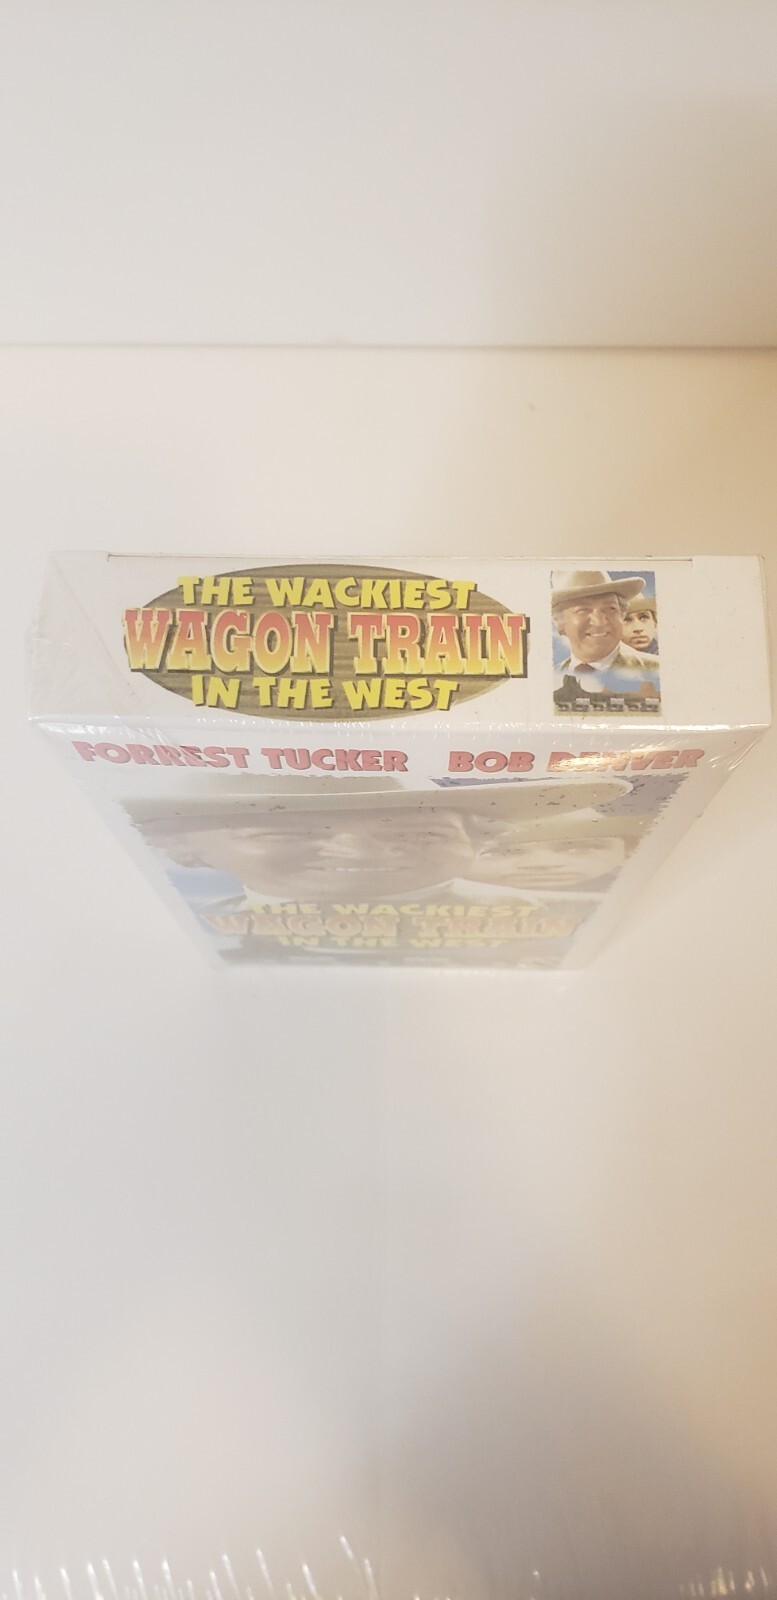 THE WACKIEST
WAGON TRAIN
IN THE WEST
FORREST TUCKER BOB DENVER
THE WACKIEST
WAGON TRAIN
IN THE WEST